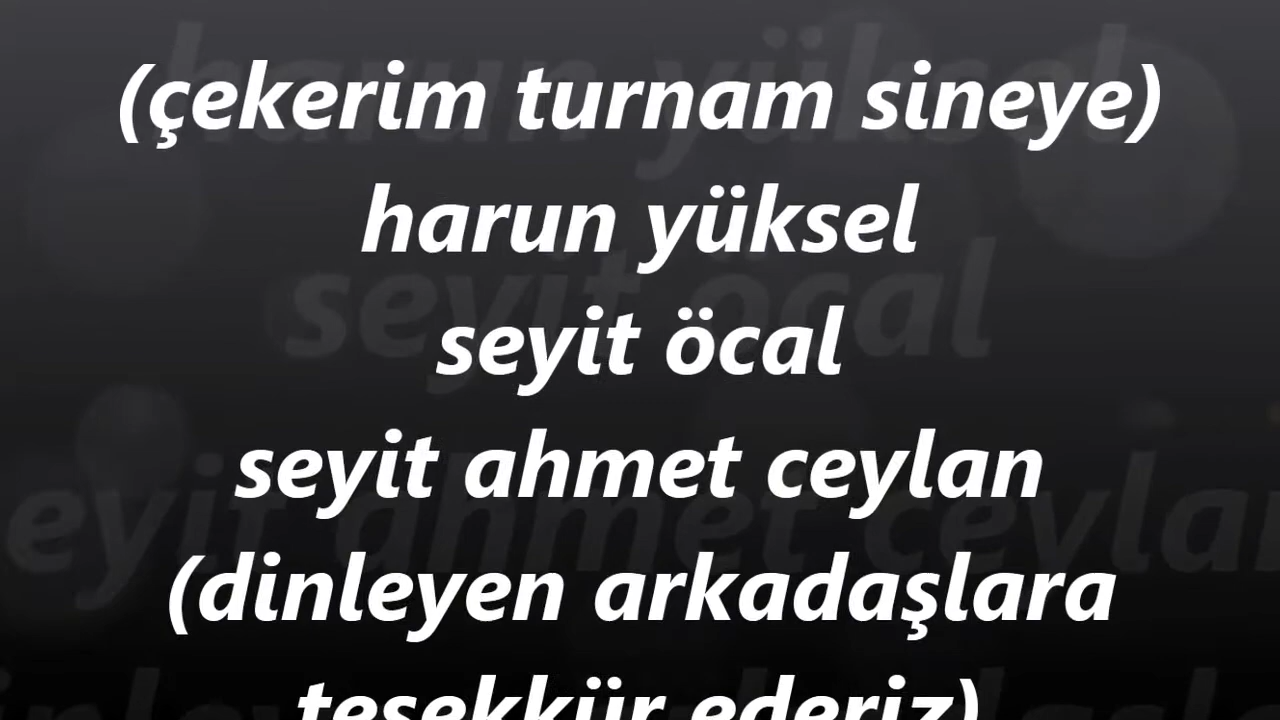 (çekerim turnam sineye)
harun yüksel
seyit öcal
seyit ahmet ceylan
(dinleyen arkadaşlara
teşekkür ederiz)